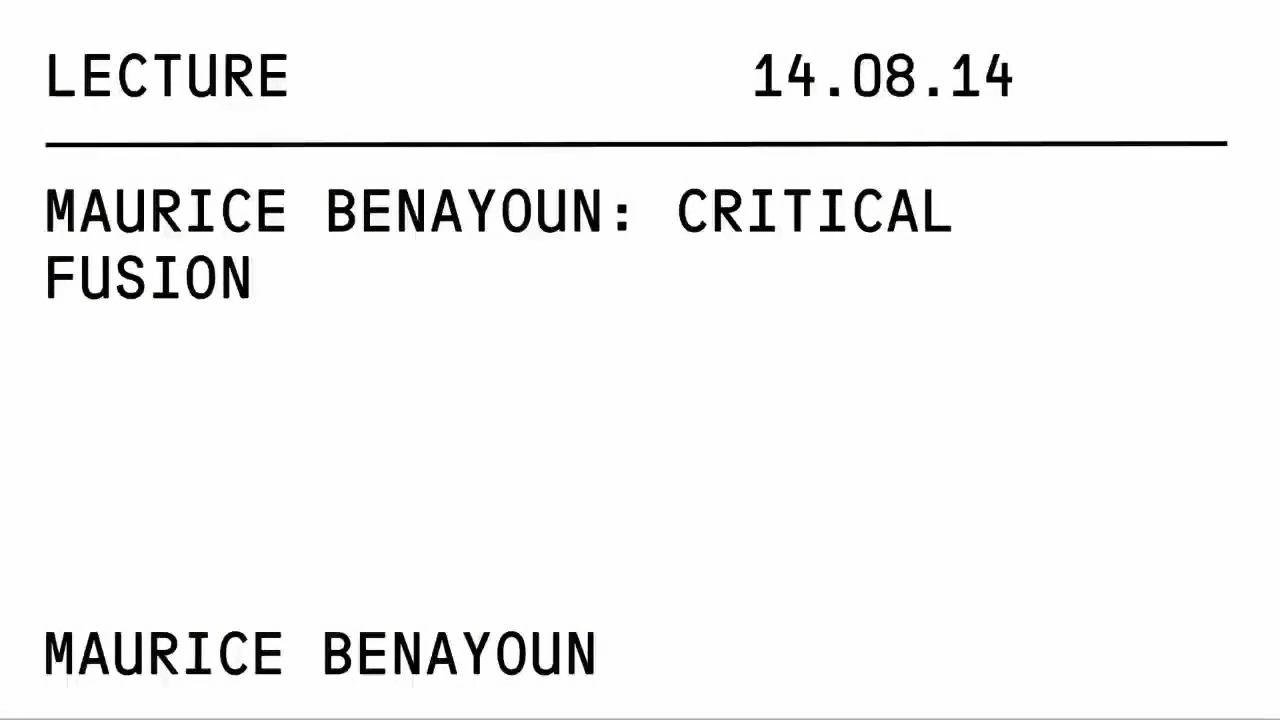 LECTURE 14.08.14
MAURICE BENAYOUN: CRITICAL
FUSION
MAURICE BENAYOUN